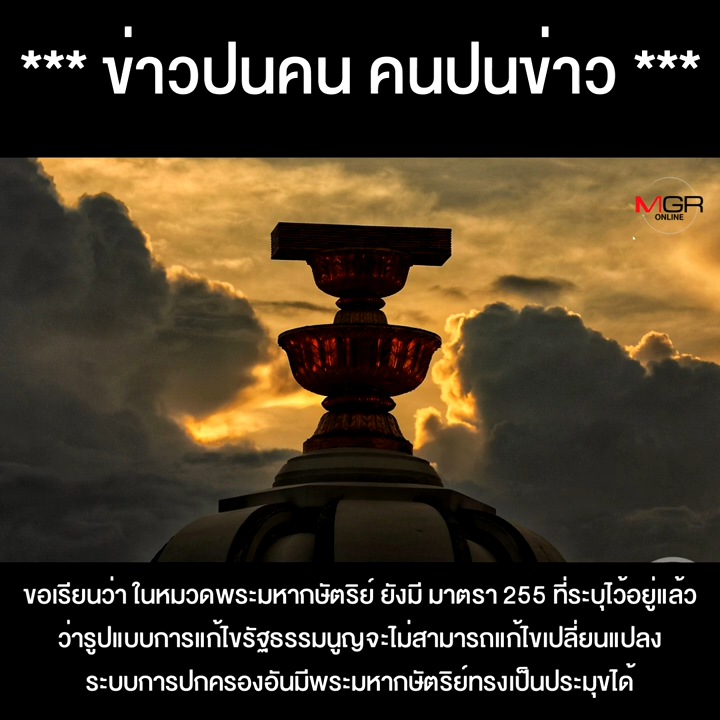 *** ข่าวปนคน คนปนข่าว ***
MGR
ONLINE
ขอเรียนว่า ในหมวดพระมหากษัตริย์ ยังมี มาตรา 255 ที่ระบุไว้อยู่แล้ว
ว่ารูปแบบการแก้ไขรัฐธรรมนูญจะไม่สามารถแก้ไขเปลี่ยนแปลง
ระบบการปกครองอันมีพระมหากษัตริย์ทรงเป็นประมุขได้